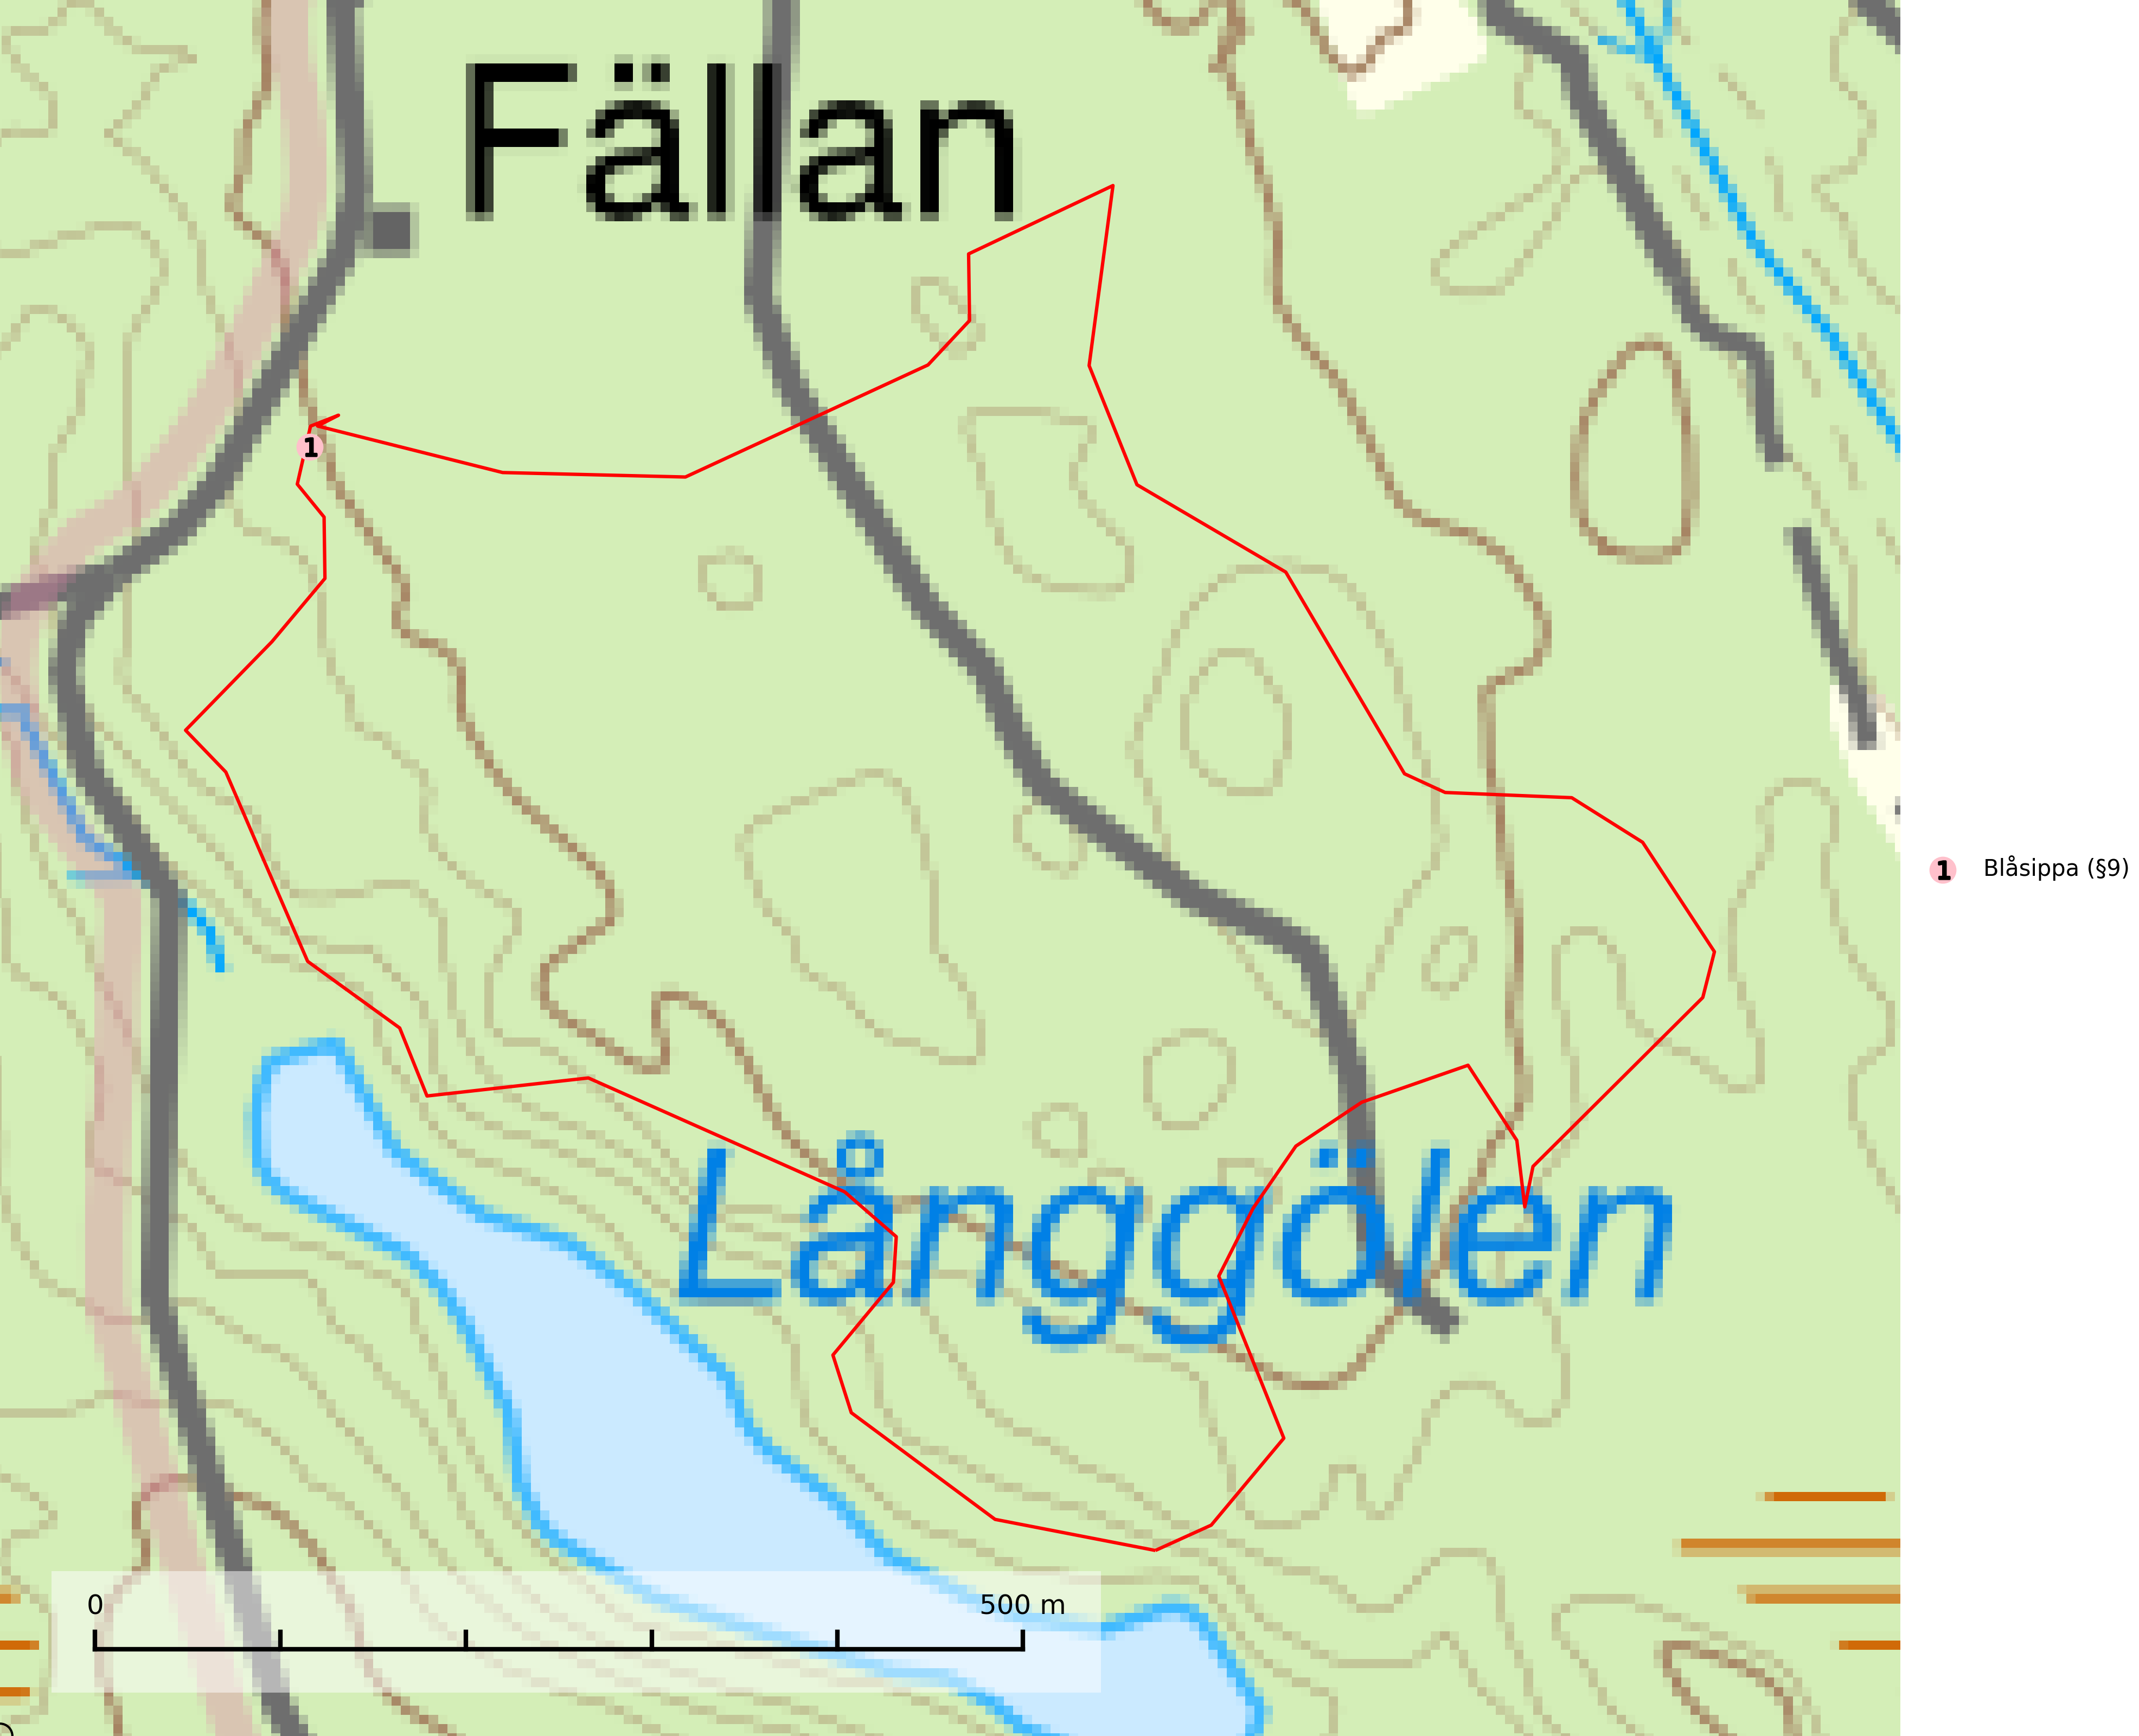 Fällan
1
1 Blåsippa (§9)
Långgölen
0 500 m